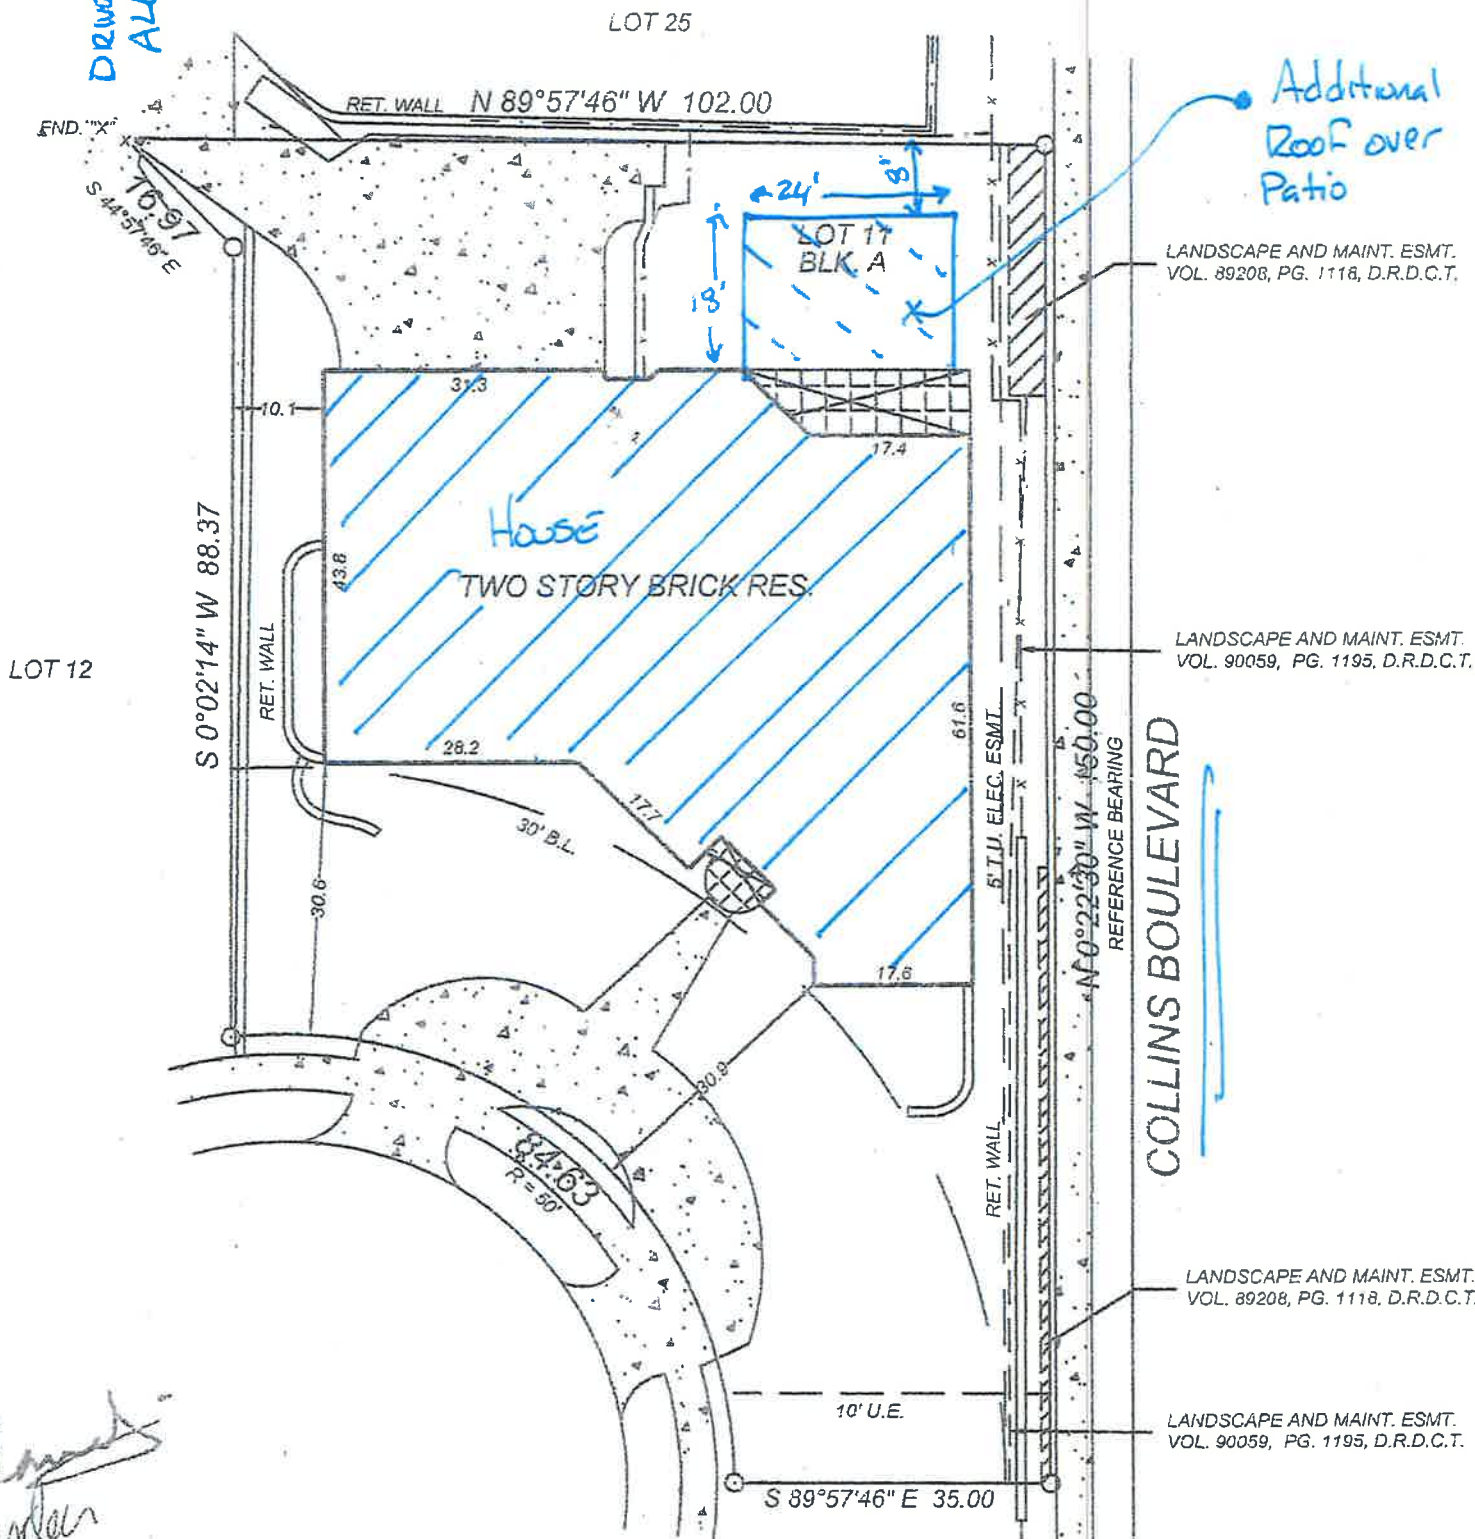 LOT 25
RET. WALL N 89°57'46" W 102.00
END. "X"
16.97
S 44°57'46" E
24'
8'
LOT 11
BLK. A
18'
Additional
Roof over
Patio
LANDSCAPE AND MAINT. ESMT.
VOL. 89208, PG. 1118, D.R.D.C.T.
31.3
10.1
17.4
House
TWO STORY BRICK RES.
43.8
S 0°02'14" W 88.37
RET. WALL
LOT 12
LANDSCAPE AND MAINT. ESMT.
VOL. 90059, PG. 1195, D.R.D.C.T.
61.6
5' T.U. ELEC. ESMT.
N 0°22'30" W 150.00
REFERENCE BEARING
COLLINS BOULEVARD
28.2
17.7
30' B.L.
30.6
17.6
30.9
84.63
R = 50'
RET. WALL
LANDSCAPE AND MAINT. ESMT.
VOL. 89208, PG. 1118, D.R.D.C.T.
10' U.E.
LANDSCAPE AND MAINT. ESMT.
VOL. 90059, PG. 1195, D.R.D.C.T.
S 89°57'46" E 35.00